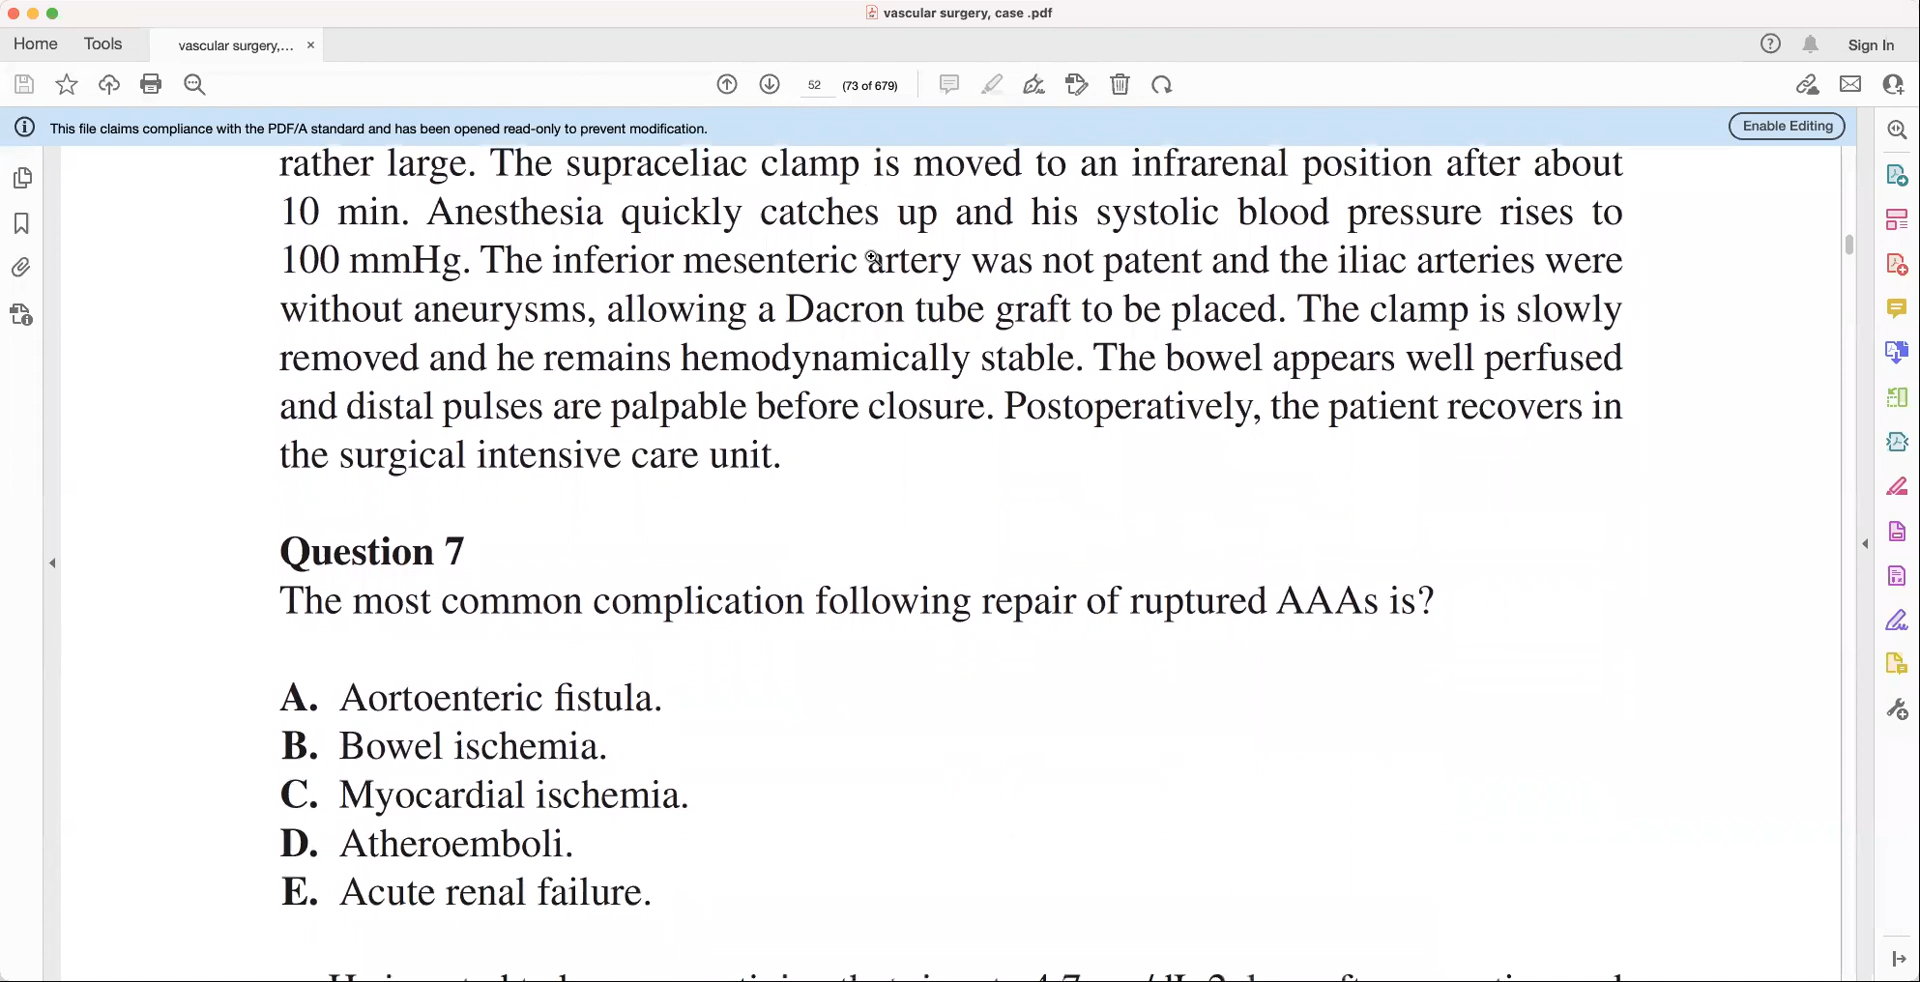 vascular surgery, case .pdf
Home Tools vascular surgery,... × Sign In
52 (73 of 679)
This file claims compliance with the PDF/A standard and has been opened read-only to prevent modification. Enable Editing
rather large. The supraceliac clamp is moved to an infrarenal position after about
10 min. Anesthesia quickly catches up and his systolic blood pressure rises to
100 mmHg. The inferior mesenteric artery was not patent and the iliac arteries were
without aneurysms, allowing a Dacron tube graft to be placed. The clamp is slowly
removed and he remains hemodynamically stable. The bowel appears well perfused
and distal pulses are palpable before closure. Postoperatively, the patient recovers in
the surgical intensive care unit.
Question 7
The most common complication following repair of ruptured AAAs is?
A. Aortoenteric fistula.
B. Bowel ischemia.
C. Myocardial ischemia.
D. Atheroemboli.
E. Acute renal failure.